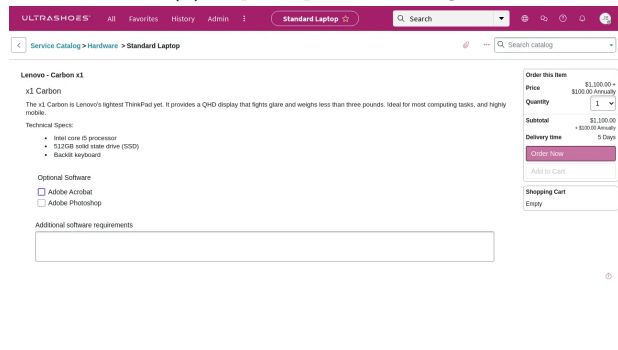 ULTRASHOES All Favorites History Admin Standard Laptop ☆ Search JB
Service Catalog > Hardware > Standard Laptop Search catalog
Lenovo - Carbon x1
x1 Carbon
The x1 Carbon is Lenovo's lightest ThinkPad yet. It provides a QHD display that fights glare and weighs less than three pounds. Ideal for most computing tasks, and highly
mobile.
Technical Specs:
• Intel core i5 processor
• 512GB solid state drive (SSD)
• Backlit keyboard
Optional Software
Adobe Acrobat
Adobe Photoshop
Additional software requirements
Order this Item
Price $1,100.00 +
$100.00 Annually
Quantity 1
Subtotal $1,100.00
+ $100.00 Annually
Delivery time 5 Days
Order Now
Add to Cart
Shopping Cart
Empty